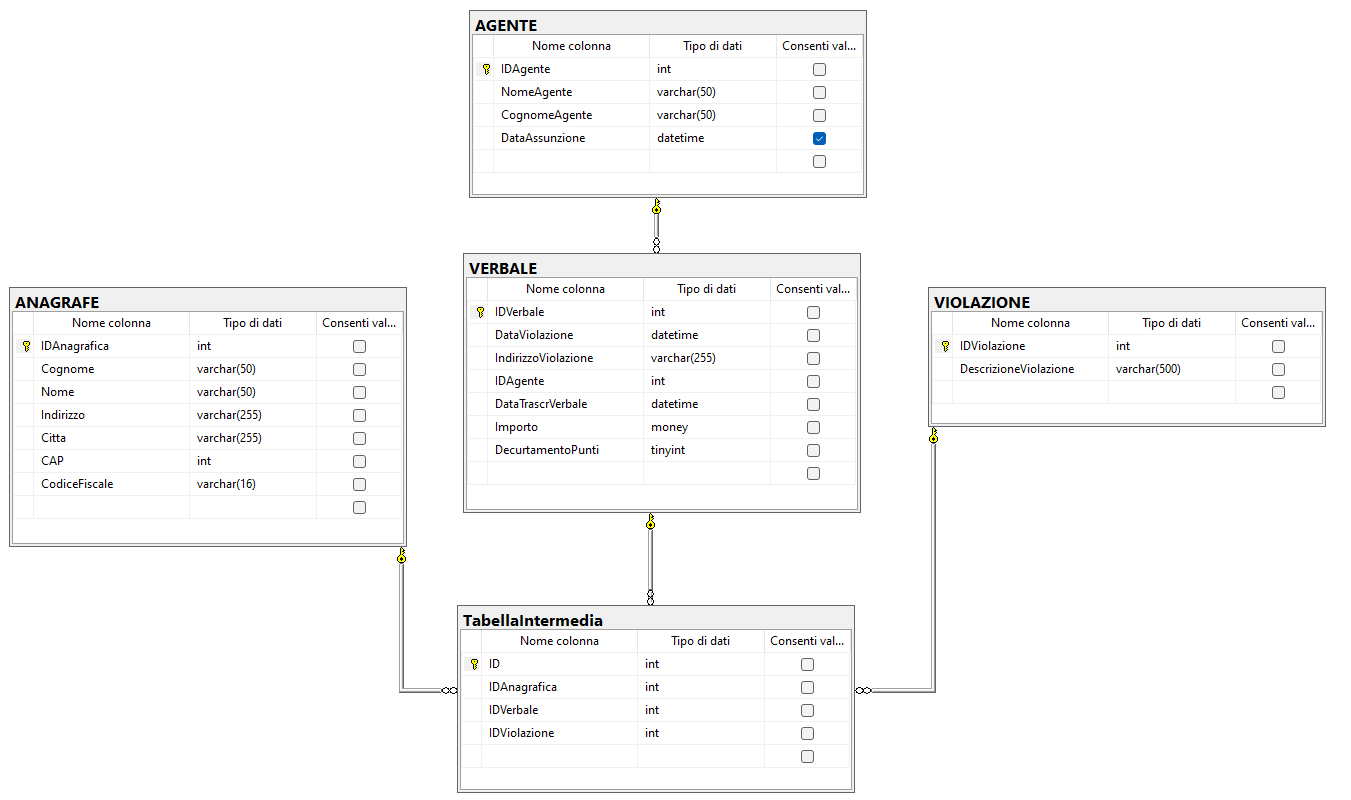 AGENTE
Nome colonna Tipo di dati Consenti val...
IDAgente int
NomeAgente varchar(50)
CognomeAgente varchar(50)
DataAssunzione datetime
VERBALE
Nome colonna Tipo di dati Consenti val...
IDVerbale int
DataViolazione datetime
IndirizzoViolazione varchar(255)
IDAgente int
DataTrascrVerbale datetime
Importo money
DecurtamentoPunti tinyint
ANAGRAFE
Nome colonna Tipo di dati Consenti val...
IDAnagrafica int
Cognome varchar(50)
Nome varchar(50)
Indirizzo varchar(255)
Citta varchar(255)
CAP int
CodiceFiscale varchar(16)
VIOLAZIONE
Nome colonna Tipo di dati Consenti val...
IDViolazione int
DescrizioneViolazione varchar(500)
TabellaIntermedia
Nome colonna Tipo di dati Consenti val...
ID int
IDAnagrafica int
IDVerbale int
IDViolazione int